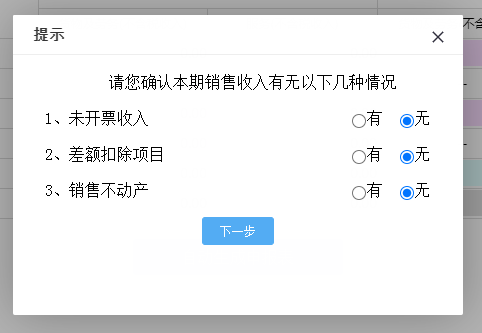 提示
请您确认本期销售收入有无以下几种情况
1、未开票收入 有 无
2、差额扣除项目 有 无
3、销售不动产 有 无
下一步